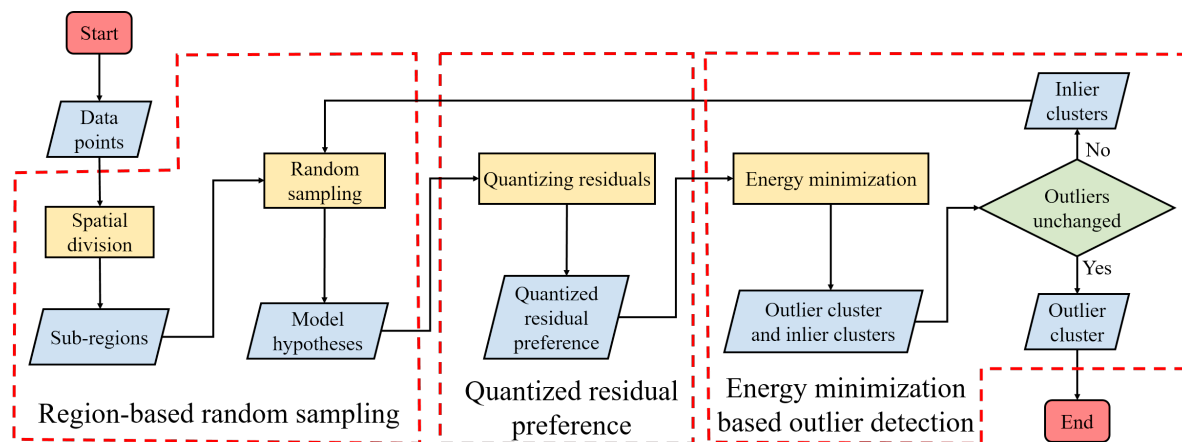 Start
Data
points
Spatial
division
Sub-regions
Random
sampling
Model
hypotheses
Region-based random sampling
Quantizing residuals
Quantized
residual
preference
Quantized residual
preference
Energy minimization
Outlier cluster
and inlier clusters
Energy minimization
based outlier detection
Inlier
clusters
No
Outliers
unchanged
Yes
Outlier
cluster
End